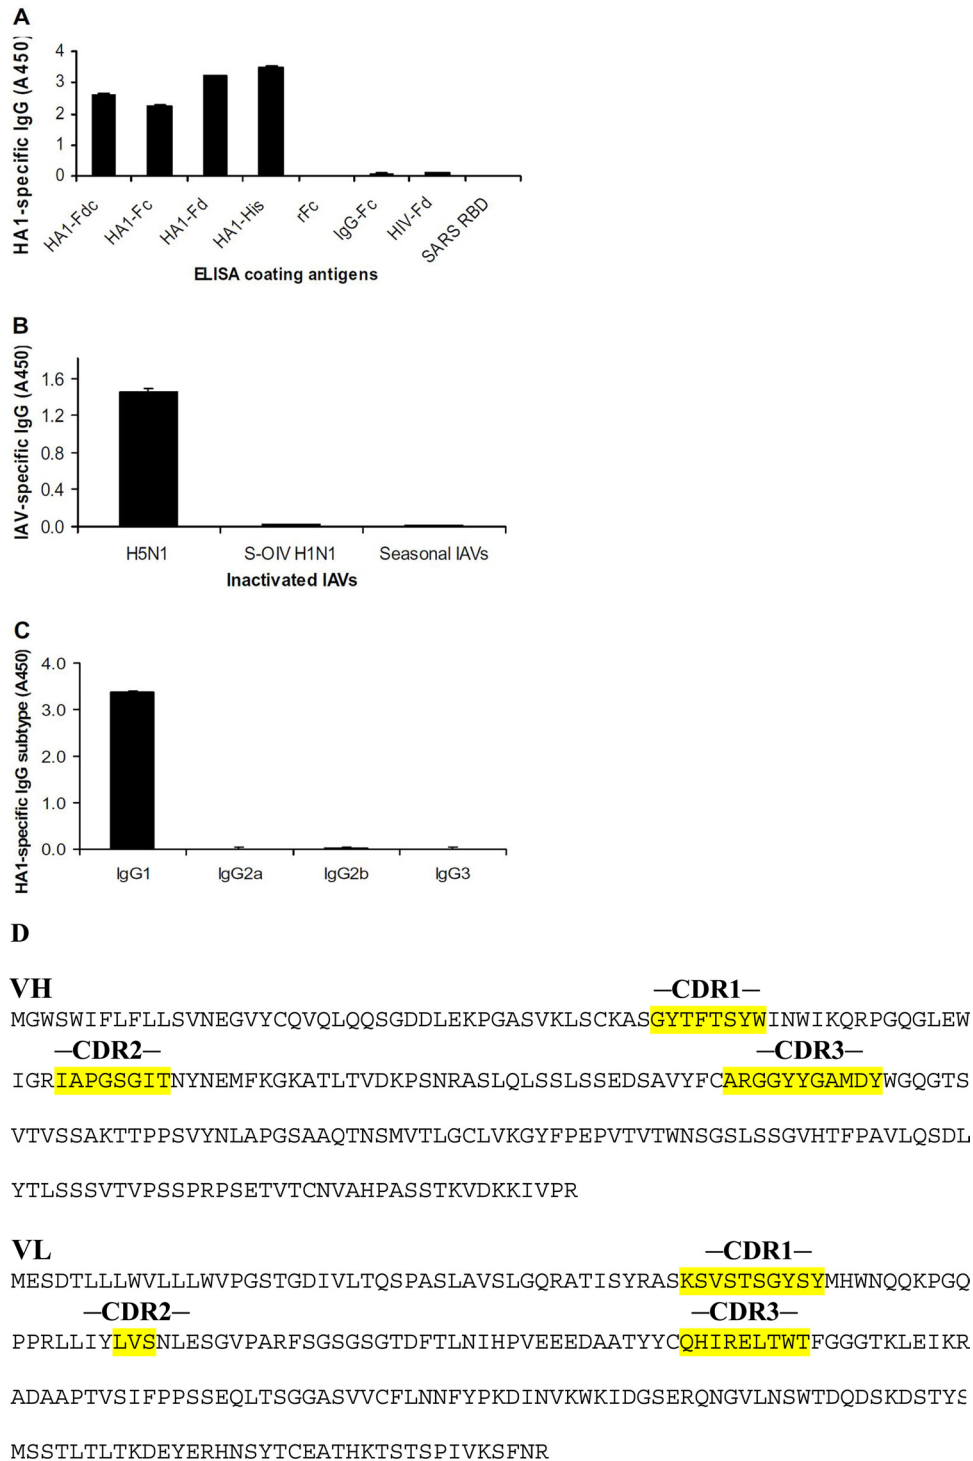 A
HA1-specific IgG (A450)
4
3
2
1
0
HA1-Fdc
HA1-Fc
HA1-Fd
HA1-His
rFc
IgG-Fc
HIV-Fd
SARS RBD
ELISA coating antigens
B
IAV-specific IgG (A450)
1.6
1.2
0.8
0.4
0.0
H5N1
S-OIV H1N1
Seasonal IAVs
Inactivated IAVs
C
HA1-specific IgG subtype (A450)
4.0
3.0
2.0
1.0
0.0
IgG1
IgG2a
IgG2b
IgG3
D
VH
—CDR1—
MGWSWIFLFLLSVNEGVYCQVQLQQSGDDLEKPGASVKLSCKASGYTFTSYWINWIKQRPGQGLEW
—CDR2—
—CDR3—
IGRIAPGSGITNYNEMFKGKATLTVDKPSNRASLQLSSLSSEDSAVYFCARGGYYGAMDYWGQGTS
VTVSSAKTTPPSVYNLAPGSAAQTNSMVTLGCLVKGYFPEPVTVTWNSGSLSSGVHTFPAVLQSDL
YTLSSSVTVPSSPRPSETVTCNVAHPASSTKVDKKIVPR
VL
—CDR1—
MESDTLLLWVLLLWVPGSTGDIVLTQSPASLAVSLGQRATISYRASKSVSTSGYSYMHWNQQKPGQ
—CDR2—
—CDR3—
PPRLLIYLVSNLESGVPARFSGSGSGTDFTLNIHPVEEEDAATYYCQHIRELTWTFGGGTKLEIKR
ADAAPTVSIFPPSSEQLTSGGASVVCFLNNFYPKDINVKWKIDGSERQNGVLNSWTDQDSKDSTYS
MSSTLTLTKDEYERHNSYTCEATHKTSTSPIVKSFNR